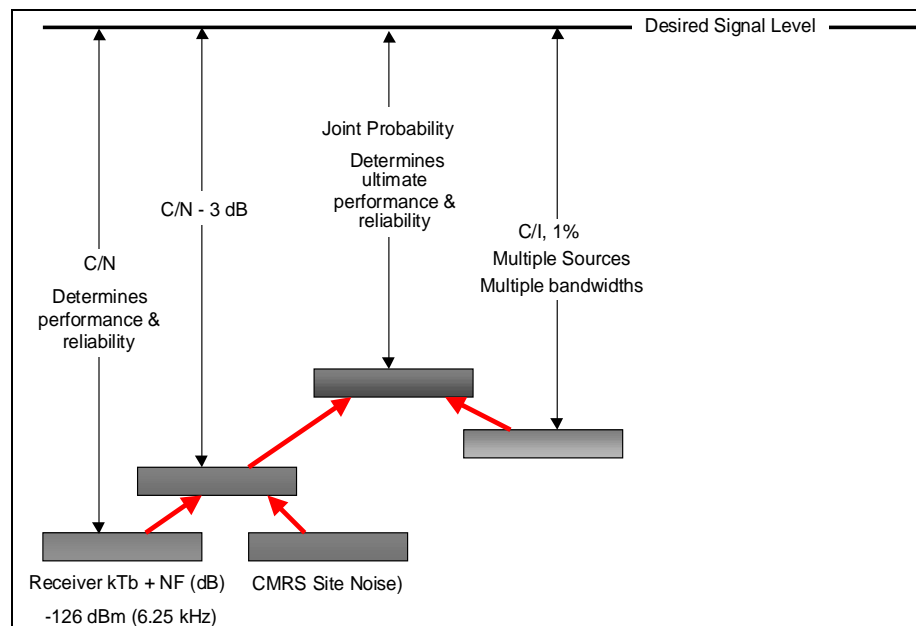 Desired Signal Level
Joint Probability
Determines
ultimate
performance &
reliability
C/N - 3 dB
C/I, 1%
Multiple Sources
Multiple bandwidths
C/N
Determines
performance &
reliability
Receiver kTb + NF (dB)
-126 dBm (6.25 kHz)
CMRS Site Noise)